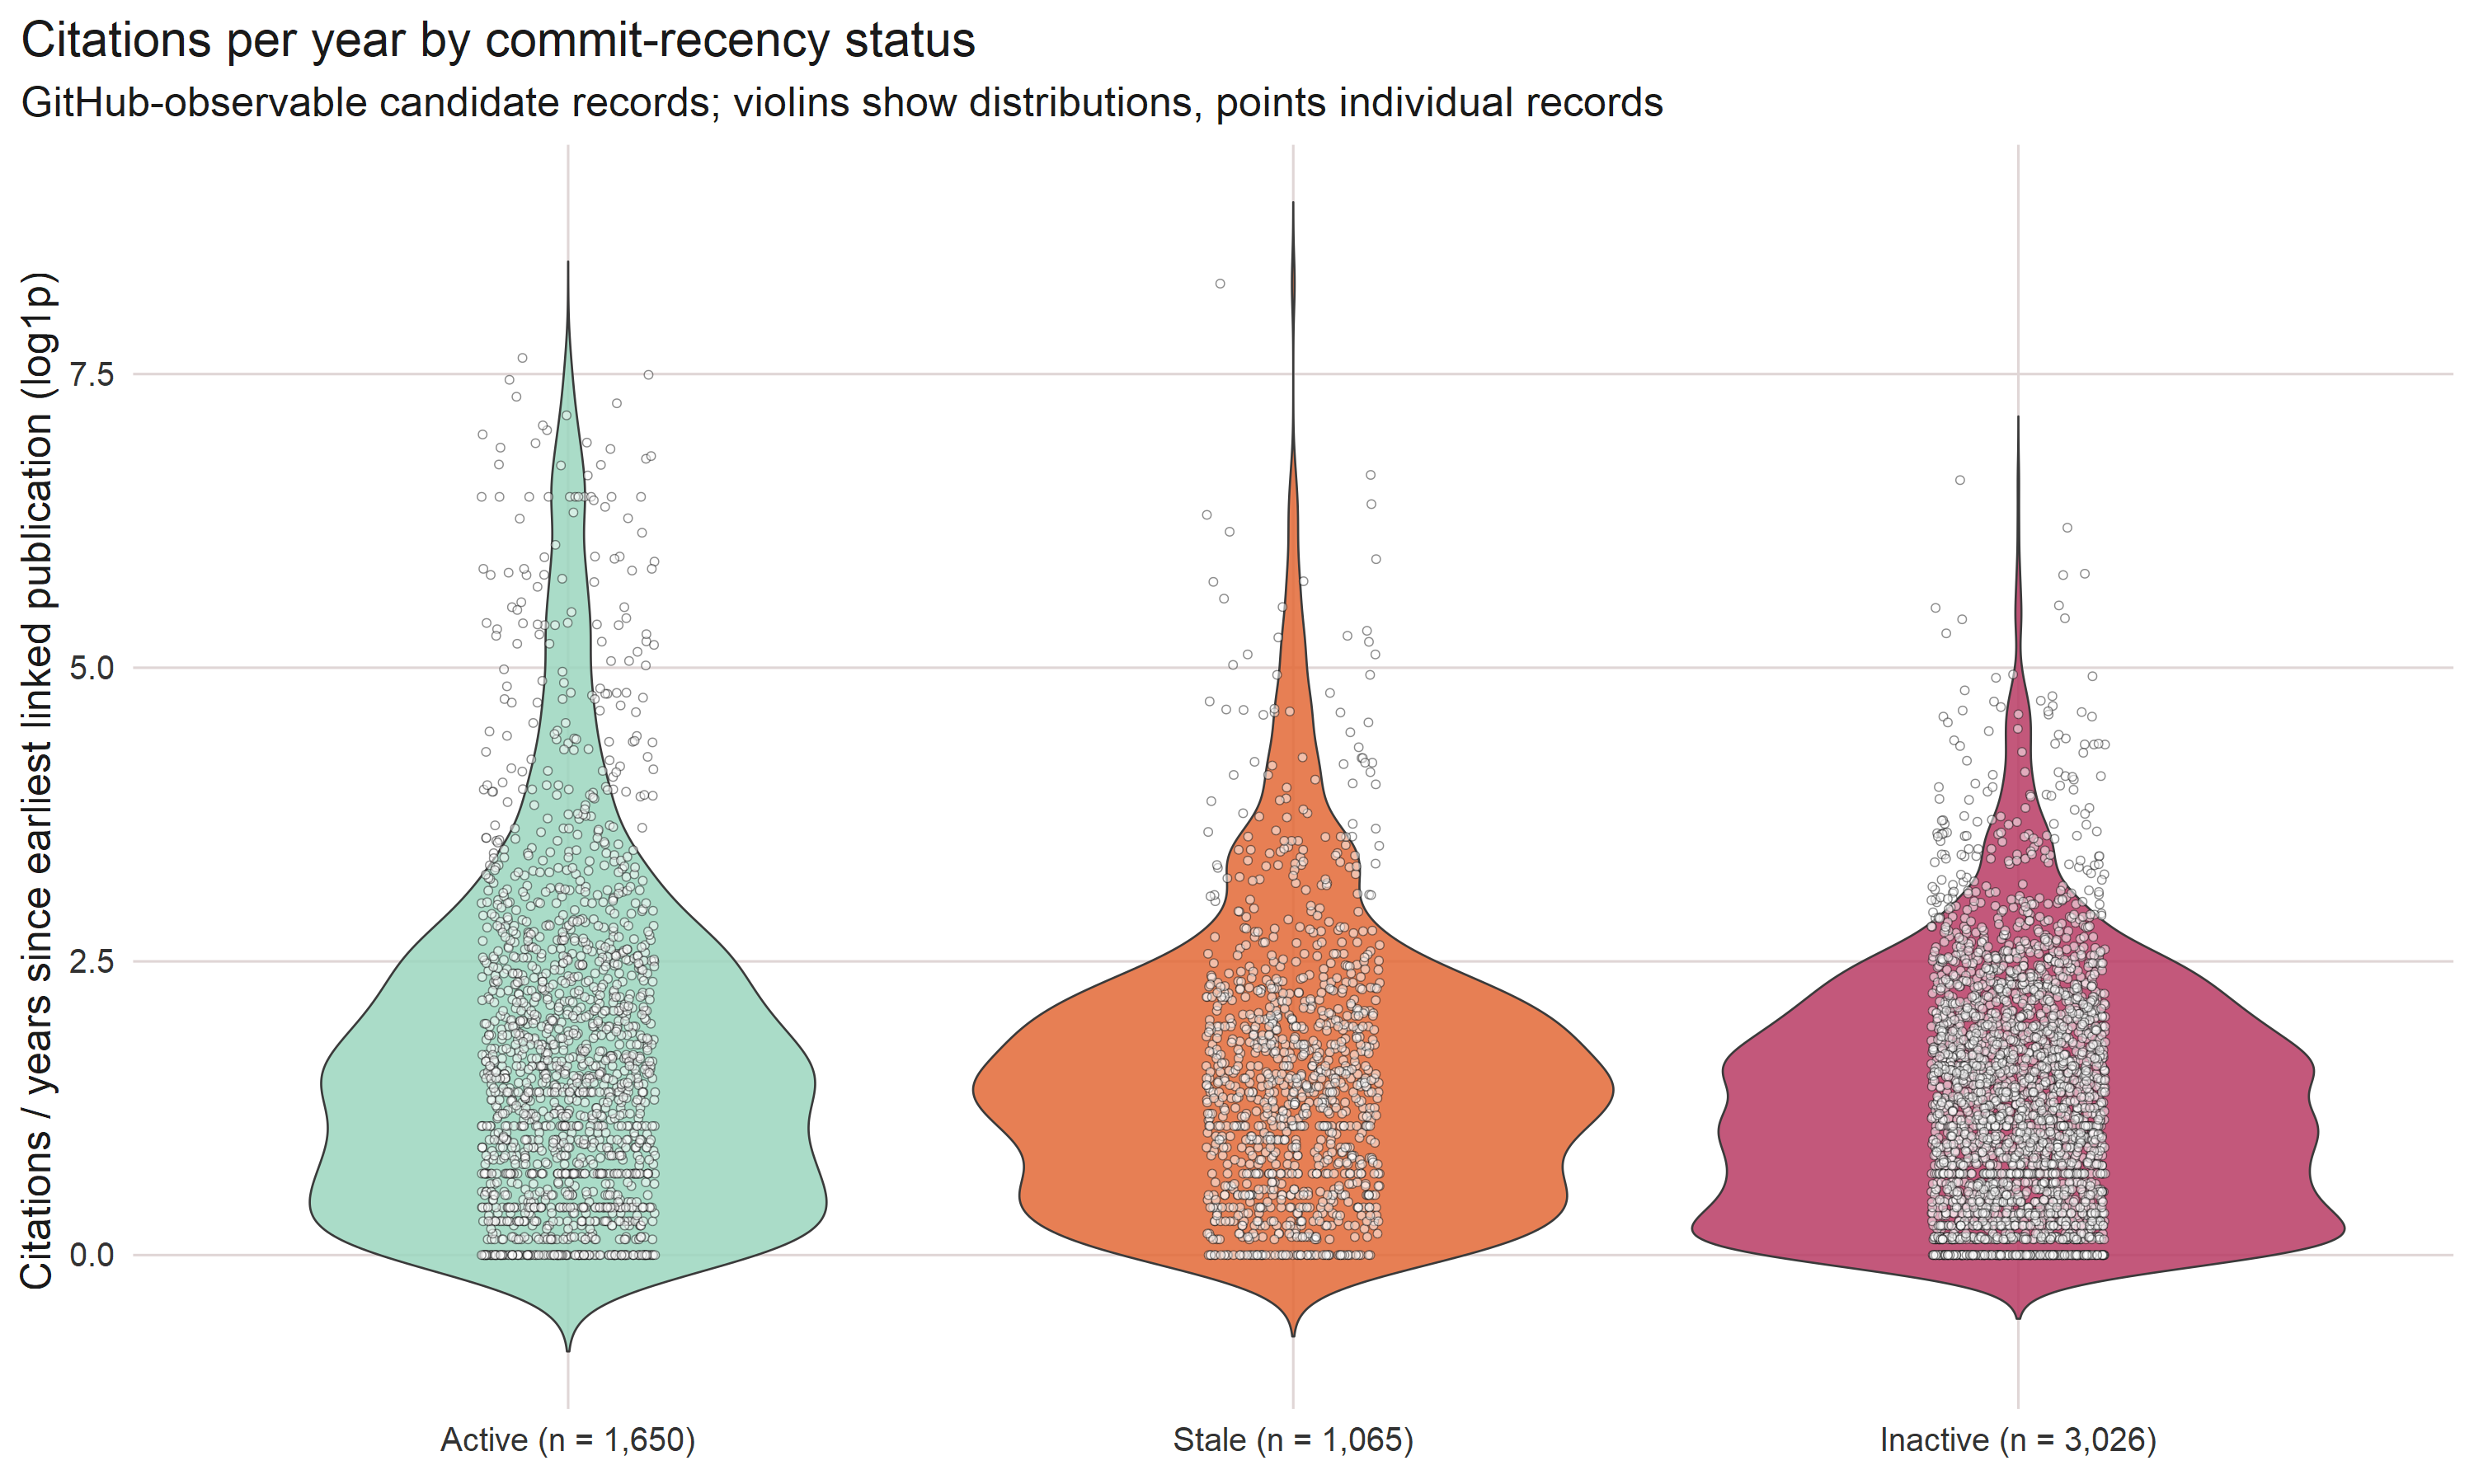 Citations per year by commit-recency status
GitHub-observable candidate records; violins show distributions, points individual records
Citations / years since earliest linked publication (log1p)
7.5
5.0
2.5
0.0
Active (n = 1,650)
Stale (n = 1,065)
Inactive (n = 3,026)